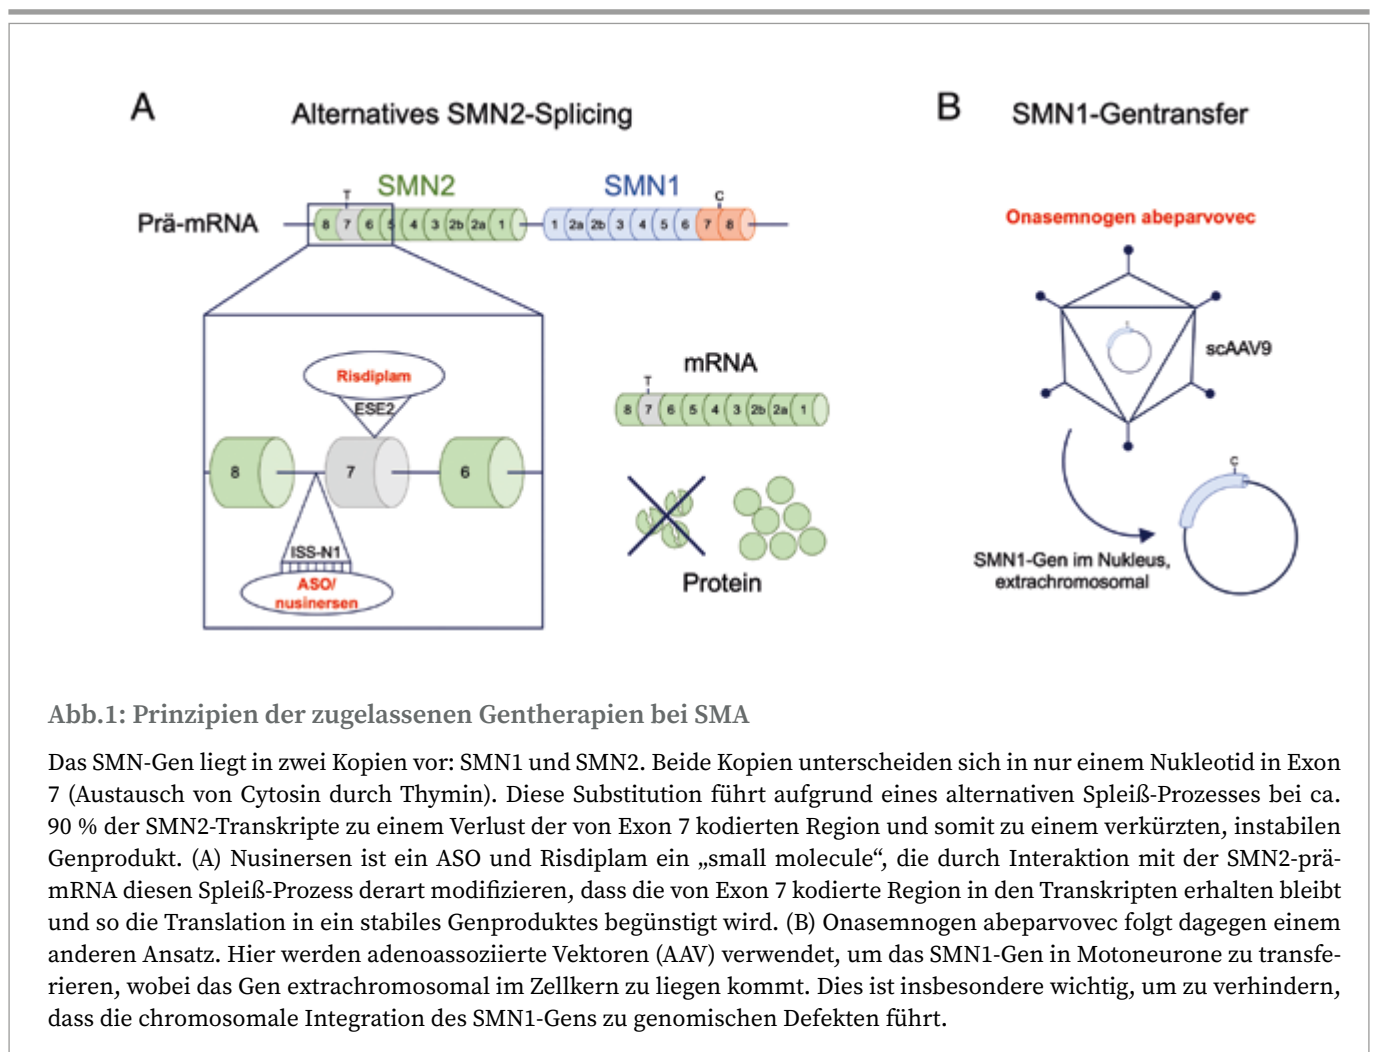 A
Alternatives SMN2-Splicing
B
SMN1-Gentransfer
SMN2
SMN1
T
C
Prä-mRNA
8 7 6 5 4 3 2b 2a 1
1 2a 2b 3 4 5 6 7 8
Onasemnogen abeparvovec
scAAV9
Risdiplam
ESE2
8 7 6
ISS-N1
ASO/
nusinersen
mRNA
T
8 7 6 5 4 3 2b 2a 1
Protein
C
SMN1-Gen im Nukleus,
extrachromosomal
Abb.1: Prinzipien der zugelassenen Gentherapien bei SMA
Das SMN-Gen liegt in zwei Kopien vor: SMN1 und SMN2. Beide Kopien unterscheiden sich in nur einem Nukleotid in Exon
7 (Austausch von Cytosin durch Thymin). Diese Substitution führt aufgrund eines alternativen Spleiß-Prozesses bei ca.
90 % der SMN2-Transkripte zu einem Verlust der von Exon 7 kodierten Region und somit zu einem verkürzten, instabilen
Genprodukt. (A) Nusinersen ist ein ASO und Risdiplam ein „small molecule“, die durch Interaktion mit der SMN2-prä-
mRNA diesen Spleiß-Prozess derart modifizieren, dass die von Exon 7 kodierte Region in den Transkripten erhalten bleibt
und so die Translation in ein stabiles Genproduktes begünstigt wird. (B) Onasemnogen abeparvovec folgt dagegen einem
anderen Ansatz. Hier werden adenoassoziierte Vektoren (AAV) verwendet, um das SMN1-Gen in Motoneurone zu transfe-
rieren, wobei das Gen extrachromosomal im Zellkern zu liegen kommt. Dies ist insbesondere wichtig, um zu verhindern,
dass die chromosomale Integration des SMN1-Gens zu genomischen Defekten führt.